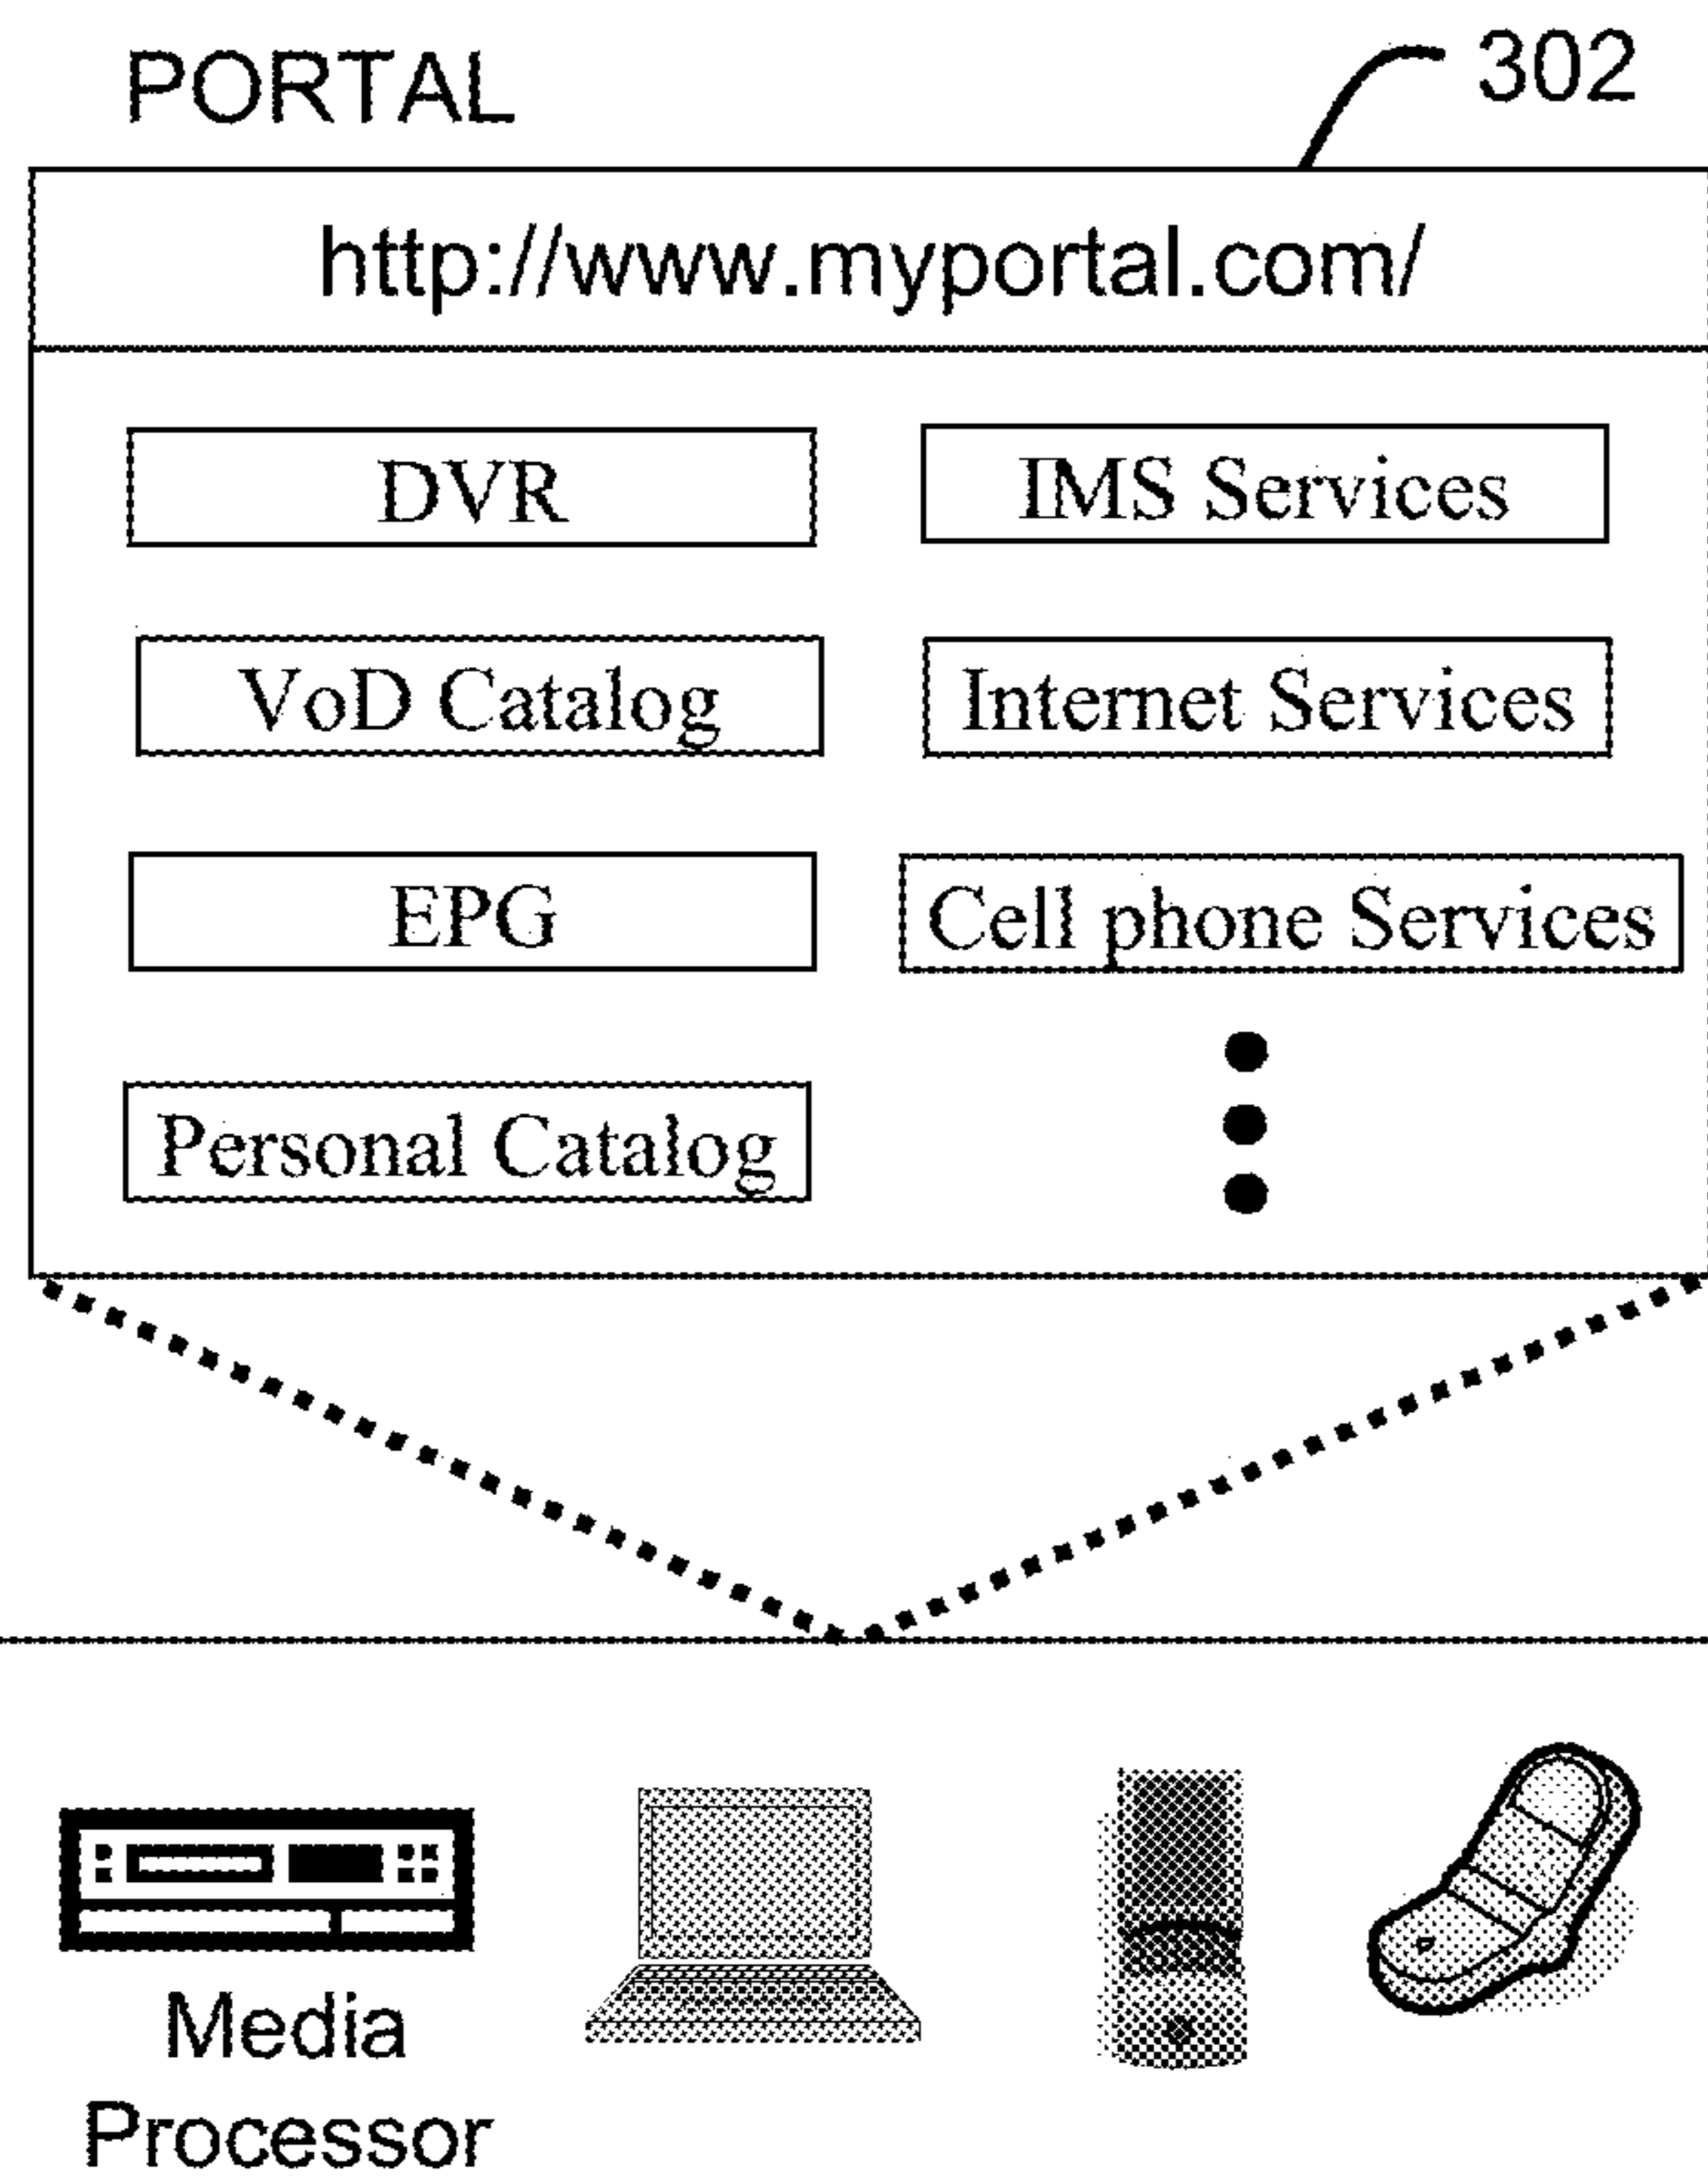 PORTAL
302
http://www.myportal.com/
DVR
IMS Services
VoD Catalog
Internet Services
EPG
Cell phone Services
Personal Catalog
Media
Processor